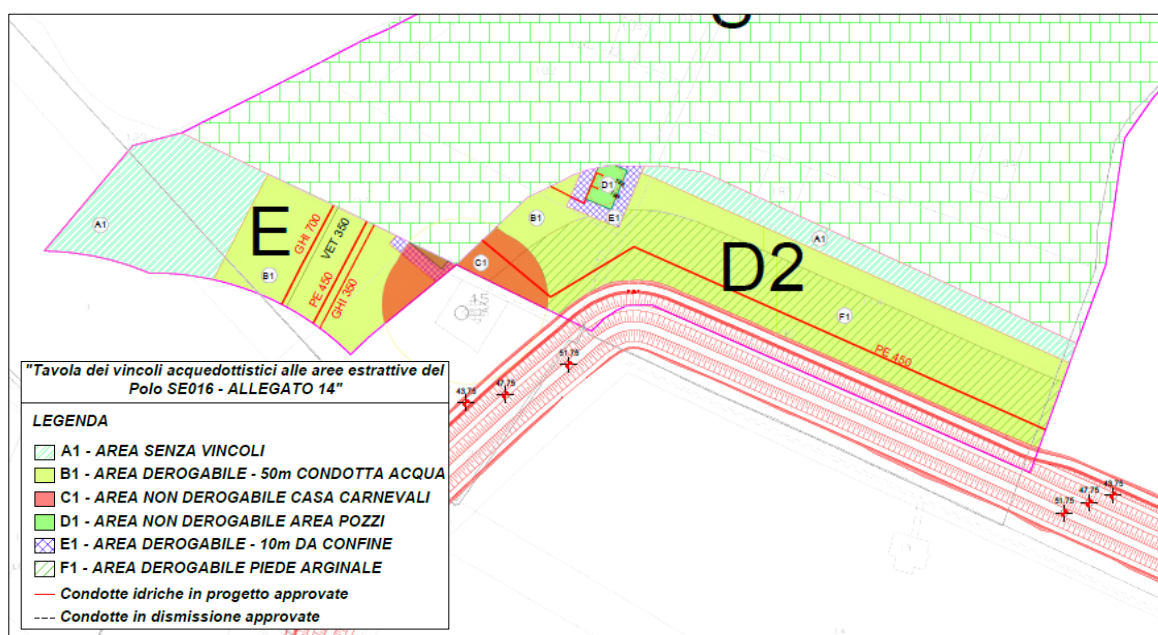 A1
E
B1
GHI 700
VET 350
PE 450
GHI 350
C1
B1
D1
E1
A1
D2
F1
PE 450
45
43.75
47.75
51.75
51.75
47.75
43.75
"Tavola dei vincoli acquedottistici alle aree estrattive del
Polo SE016 - ALLEGATO 14"
LEGENDA
A1 - AREA SENZA VINCOLI
B1 - AREA DEROGABILE - 50m CONDOTTA ACQUA
C1 - AREA NON DEROGABILE CASA CARNEVALI
D1 - AREA NON DEROGABILE AREA POZZI
E1 - AREA DEROGABILE - 10m DA CONFINE
F1 - AREA DEROGABILE PIEDE ARGINALE
Condotte idriche in progetto approvate
Condotte in dismissione approvate